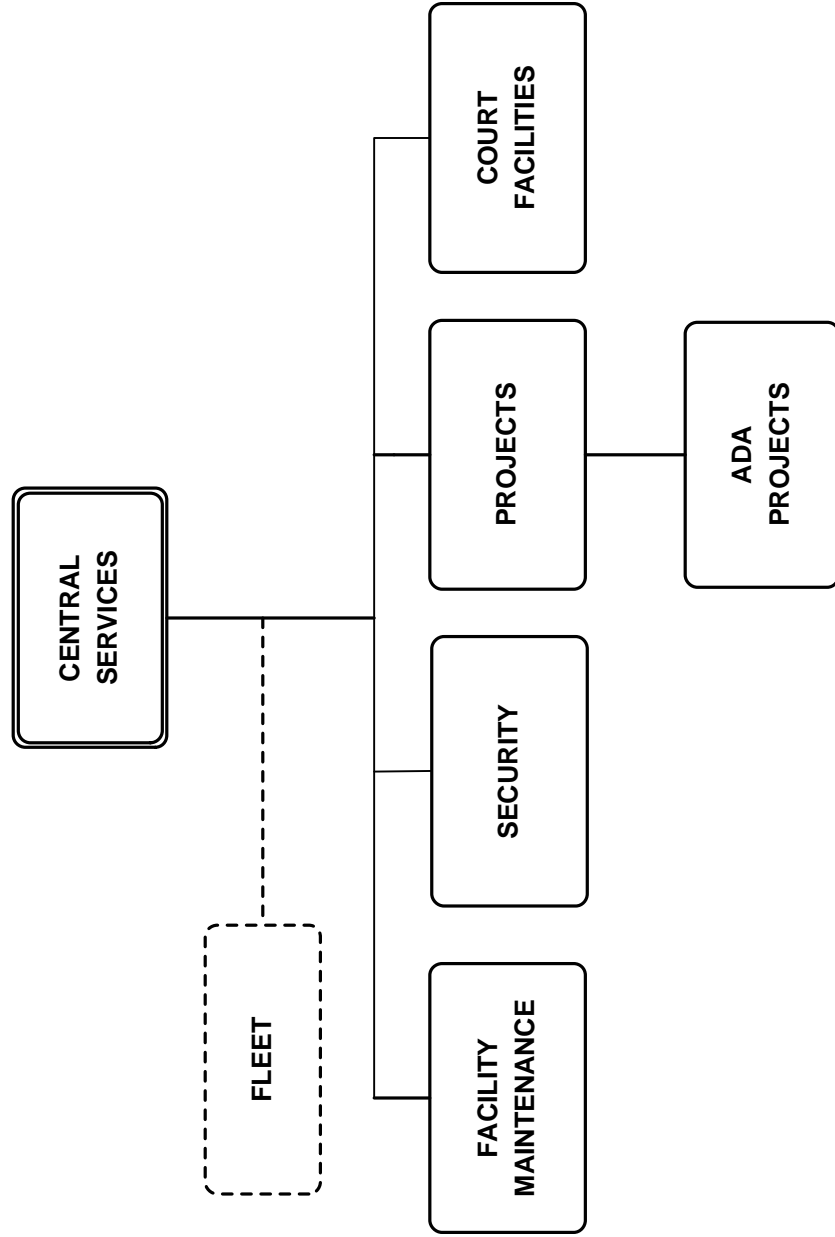 CENTRAL
SERVICES
FLEET
FACILITY
MAINTENANCE
SECURITY
PROJECTS
COURT
FACILITIES
ADA
PROJECTS